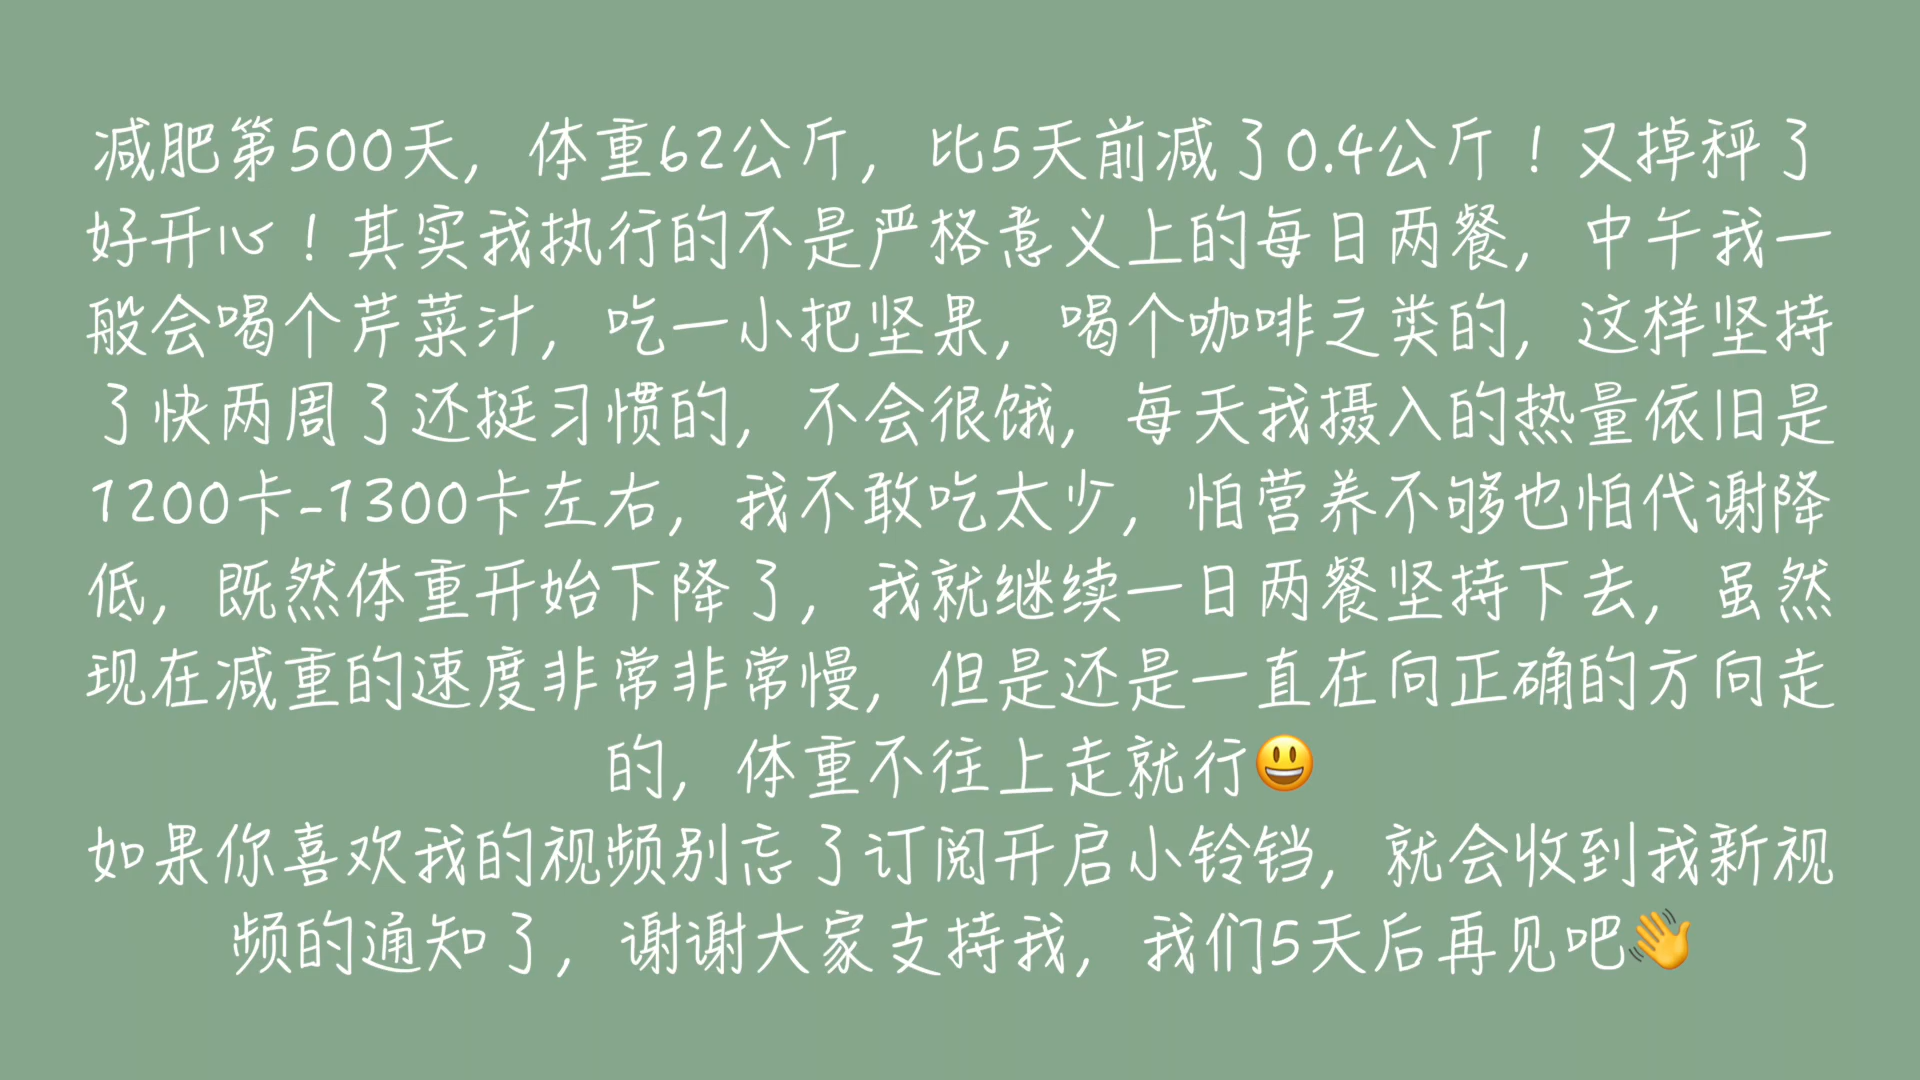 减肥第500天，体重62公斤，比5天前减了0.4公斤！又掉秤了
好开心！其实我执行的不是严格意义上的每日两餐，中午我一
般会喝个芹菜汁，吃一小把坚果，喝个咖啡之类的，这样坚持
了快两周了还挺习惯的，不会很饿，每天我摄入的热量依旧是
1200卡-1300卡左右，我不敢吃太少，怕营养不够也怕代谢降
低，既然体重开始下降了，我就继续一日两餐坚持下去，虽然
现在减重的速度非常非常慢，但是还是一直在向正确的方向走
的，体重不往上走就行😃
如果你喜欢我的视频别忘了订阅开启小铃铛，就会收到我新视
频的通知了，谢谢大家支持我，我们5天后再见吧👋